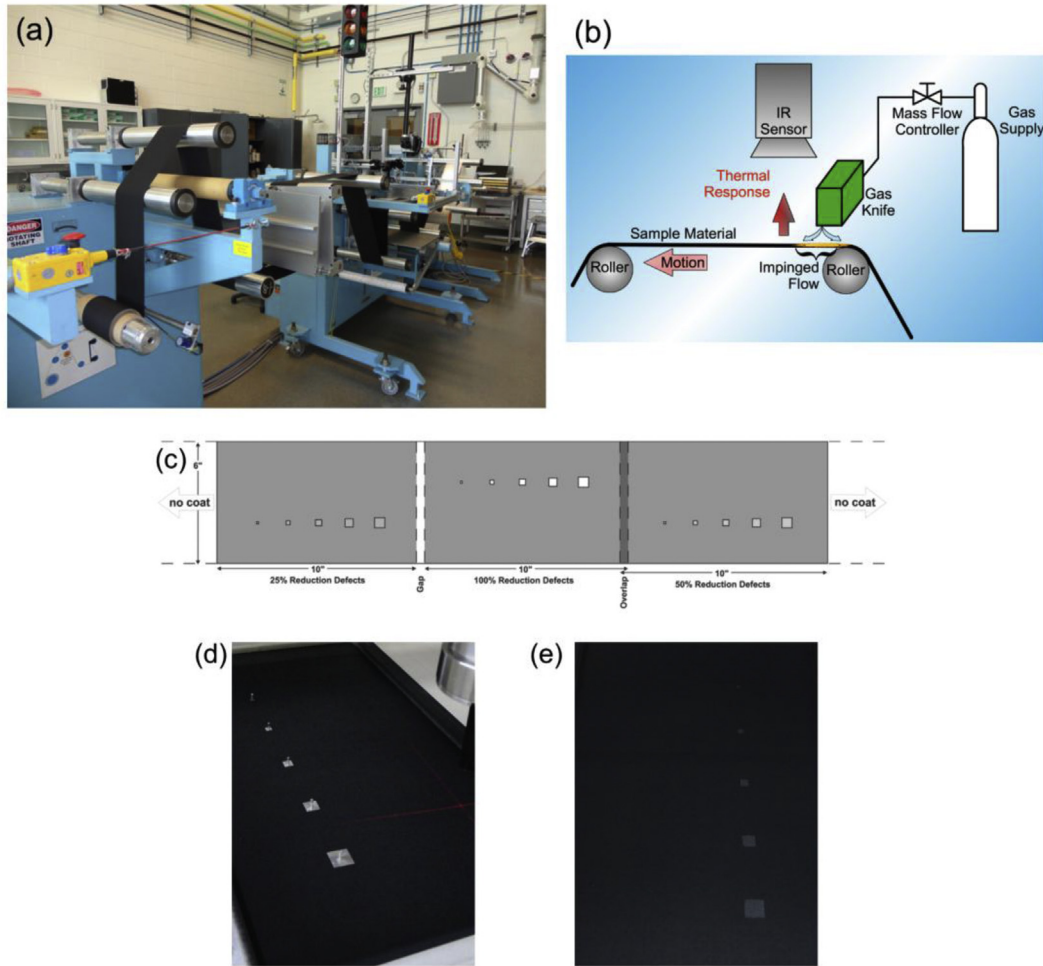 (a)
DANGER
ROTATING
SHAFT
(b)
IR
Sensor
Mass Flow
Controller
Gas
Supply
Thermal
Response
Gas
Knife
Sample Material
Roller
Motion
Impinged
Flow
Roller
(c)
6"
no coat
no coat
10"
10"
10"
25% Reduction Defects
Gap
100% Reduction Defects
Overlap
50% Reduction Defects
(d)
(e)